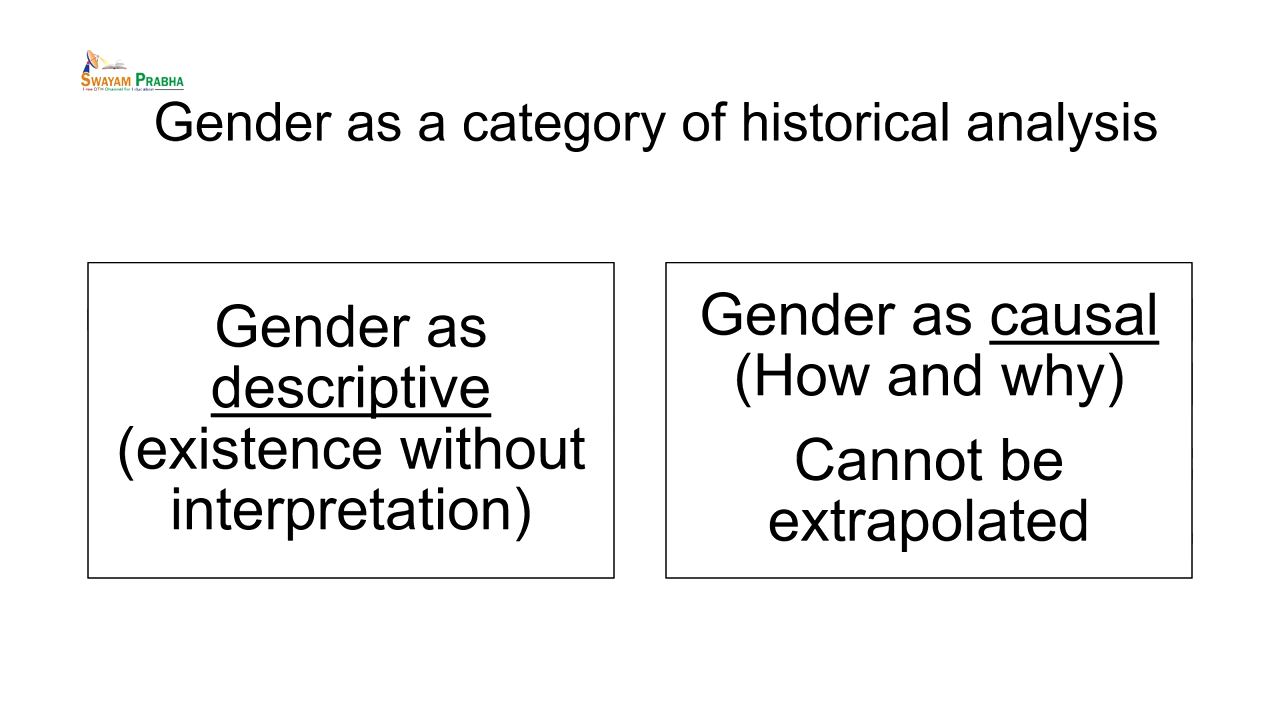 SWAYAM PRABHA
Gender as a category of historical analysis
Gender as
descriptive
(existence without
interpretation)
Gender as causal
(How and why)
Cannot be
extrapolated